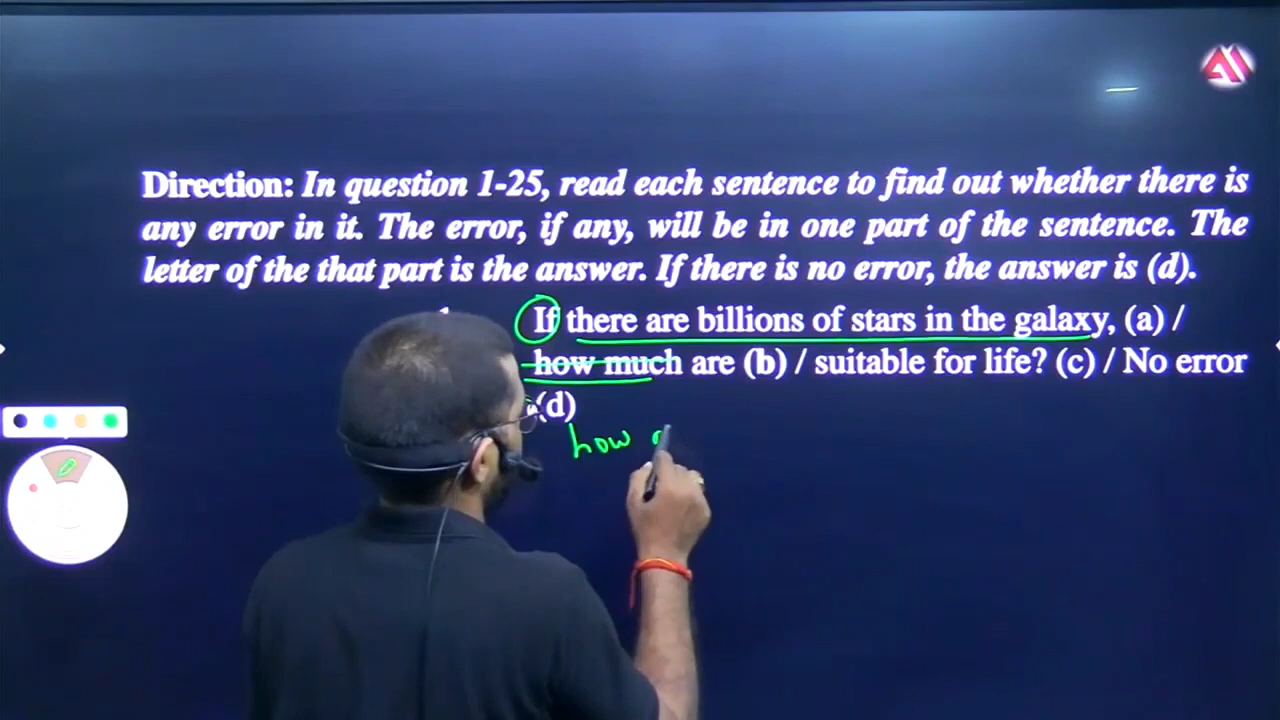 Direction: In question 1-25, read each sentence to find out whether there is
any error in it. The error, if any, will be in one part of the sentence. The
letter of the that part is the answer. If there is no error, the answer is (d).
If there are billions of stars in the galaxy, (a) /
how much are (b) / suitable for life? (c) / No error
(d)
how